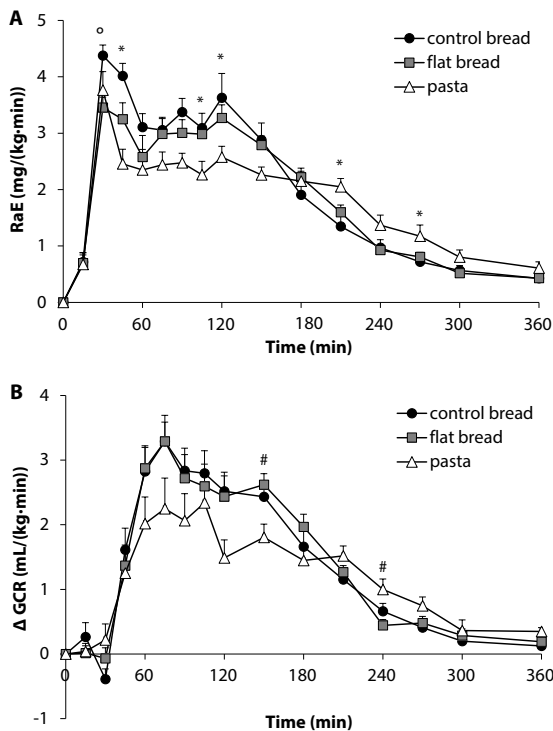 A
RaE (mg/(kg·min))
5
4
3
2
1
0
° * * * * *
control bread
flat bread
pasta
0 60 120 180 240 300 360
Time (min)
B
Δ GCR (mL/(kg·min))
4
3
2
1
0
-1
# #
control bread
flat bread
pasta
0 60 120 180 240 300 360
Time (min)